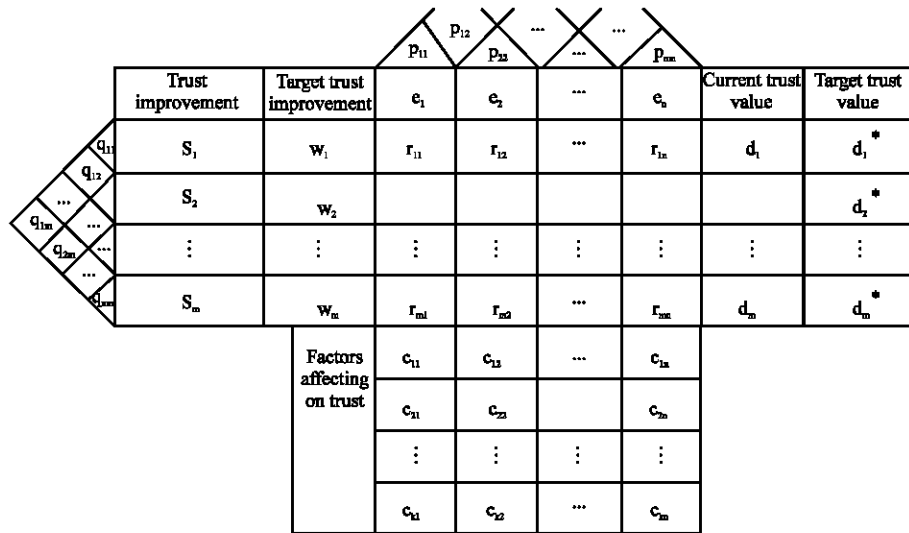 p12 ... ...
p11 p22 ... pnn
Trust improvement Target trust improvement e1 e2 ... en Current trust value Target trust value
q11 S1 w1 r11 r12 ... r1n d1 d1*
q12
... S2 w2 d2*
q1m ...
q2m ... ⋮ ⋮ ⋮ ⋮ ⋮ ⋮ ⋮ ⋮
...
qmm Sm wm rm1 rm2 ... rmn dm dm*
Factors affecting on trust c11 c12 ... c1n
c21 c22 c2n
⋮ ⋮ ⋮ ⋮
ck1 ck2 ... ckn